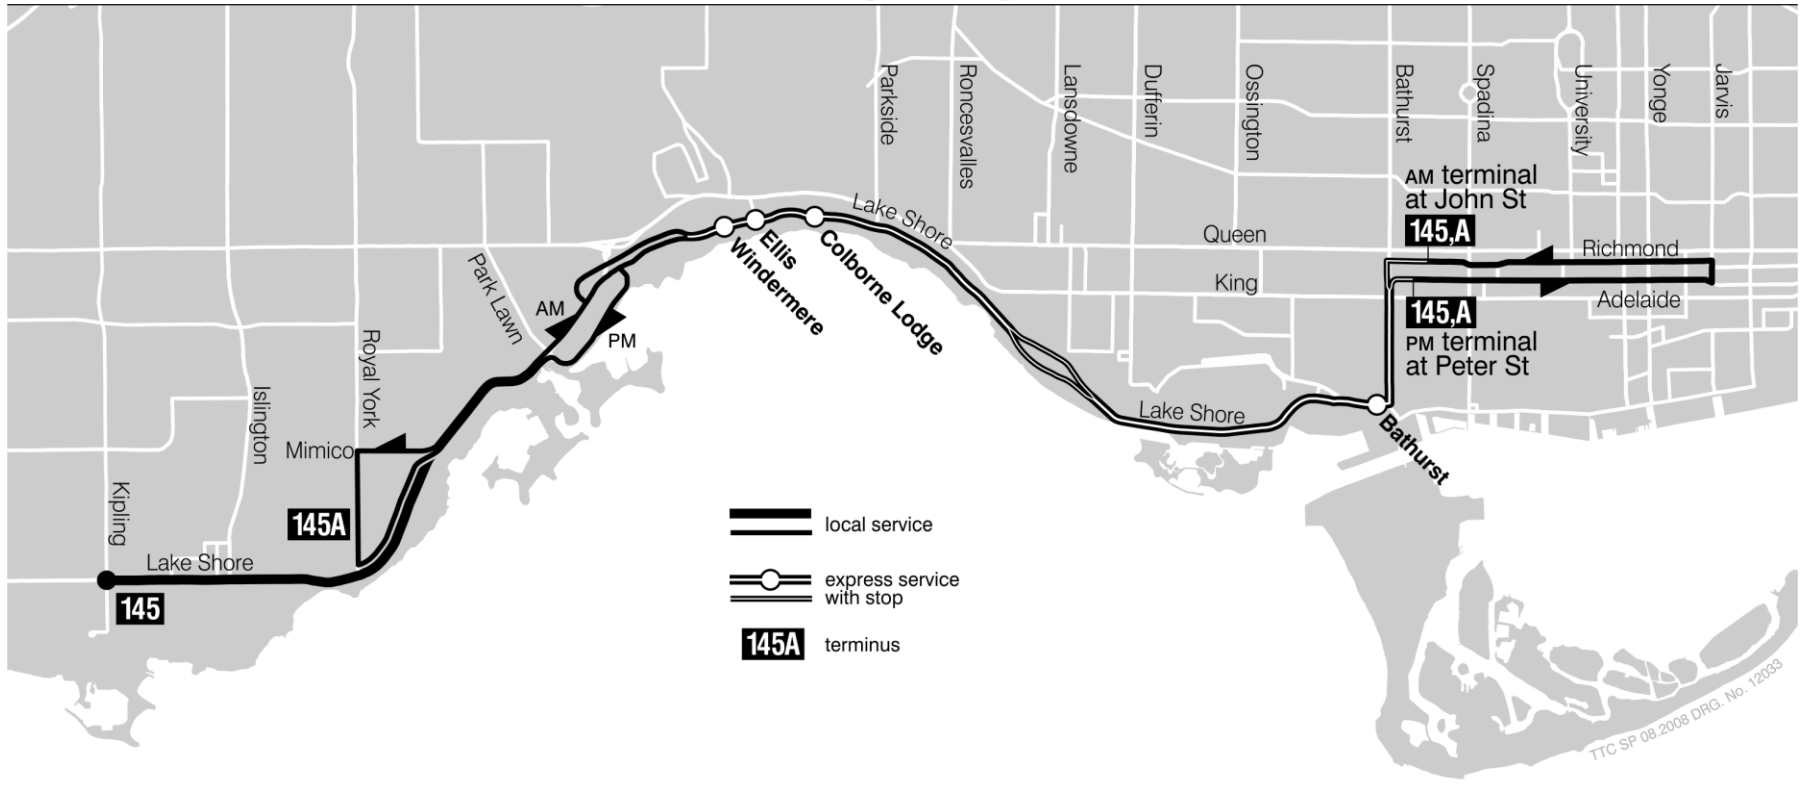 Parkside
Roncesvalles
Lansdowne
Dufferin
Ossington
Bathurst
Spadina
University
Yonge
Jarvis
AM terminal
at John St
145,A
Lake Shore
Queen
Richmond
King
Adelaide
145,A
PM terminal
at Peter St
Ellis
Windermere
Colborne Lodge
Park Lawn
AM
PM
Royal York
Islington
Mimico
Lake Shore
Bathurst
Kipling
145A
Lake Shore
145
local service
express service
with stop
145A
terminus
TTC SP 08.2008 DRG. No. 12033